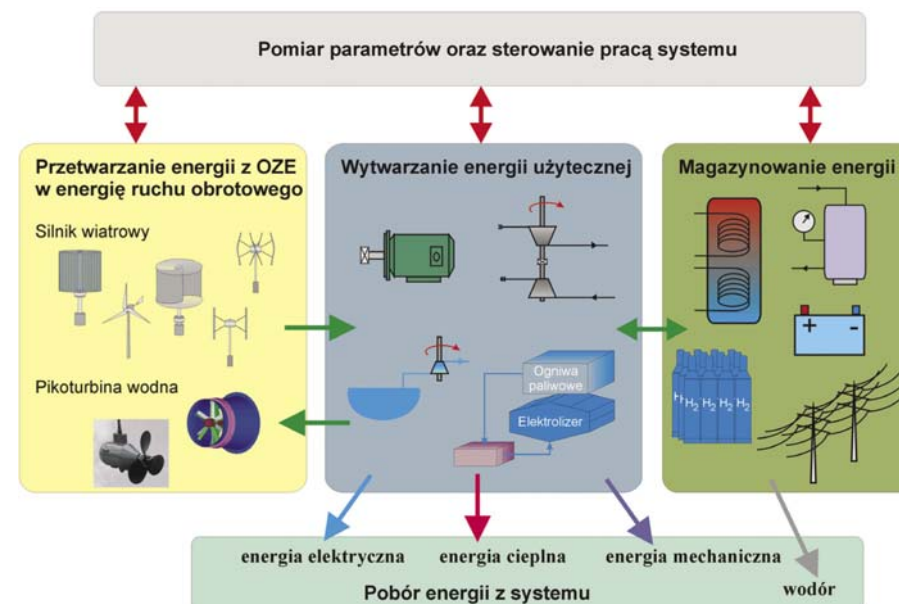 Pomiar parametrów oraz sterowanie pracą systemu
Przetwarzanie energii z OZE
w energię ruchu obrotowego
Silnik wiatrowy
Pikoturbina wodna
Wytwarzanie energii użytecznej
Ogniwa
paliwowe
Elektrolizer
Magazynowanie energii
+ -
H₂ H₂ H₂ H₂
energia elektryczna
energia cieplna
energia mechaniczna
wodór
Pobór energii z systemu